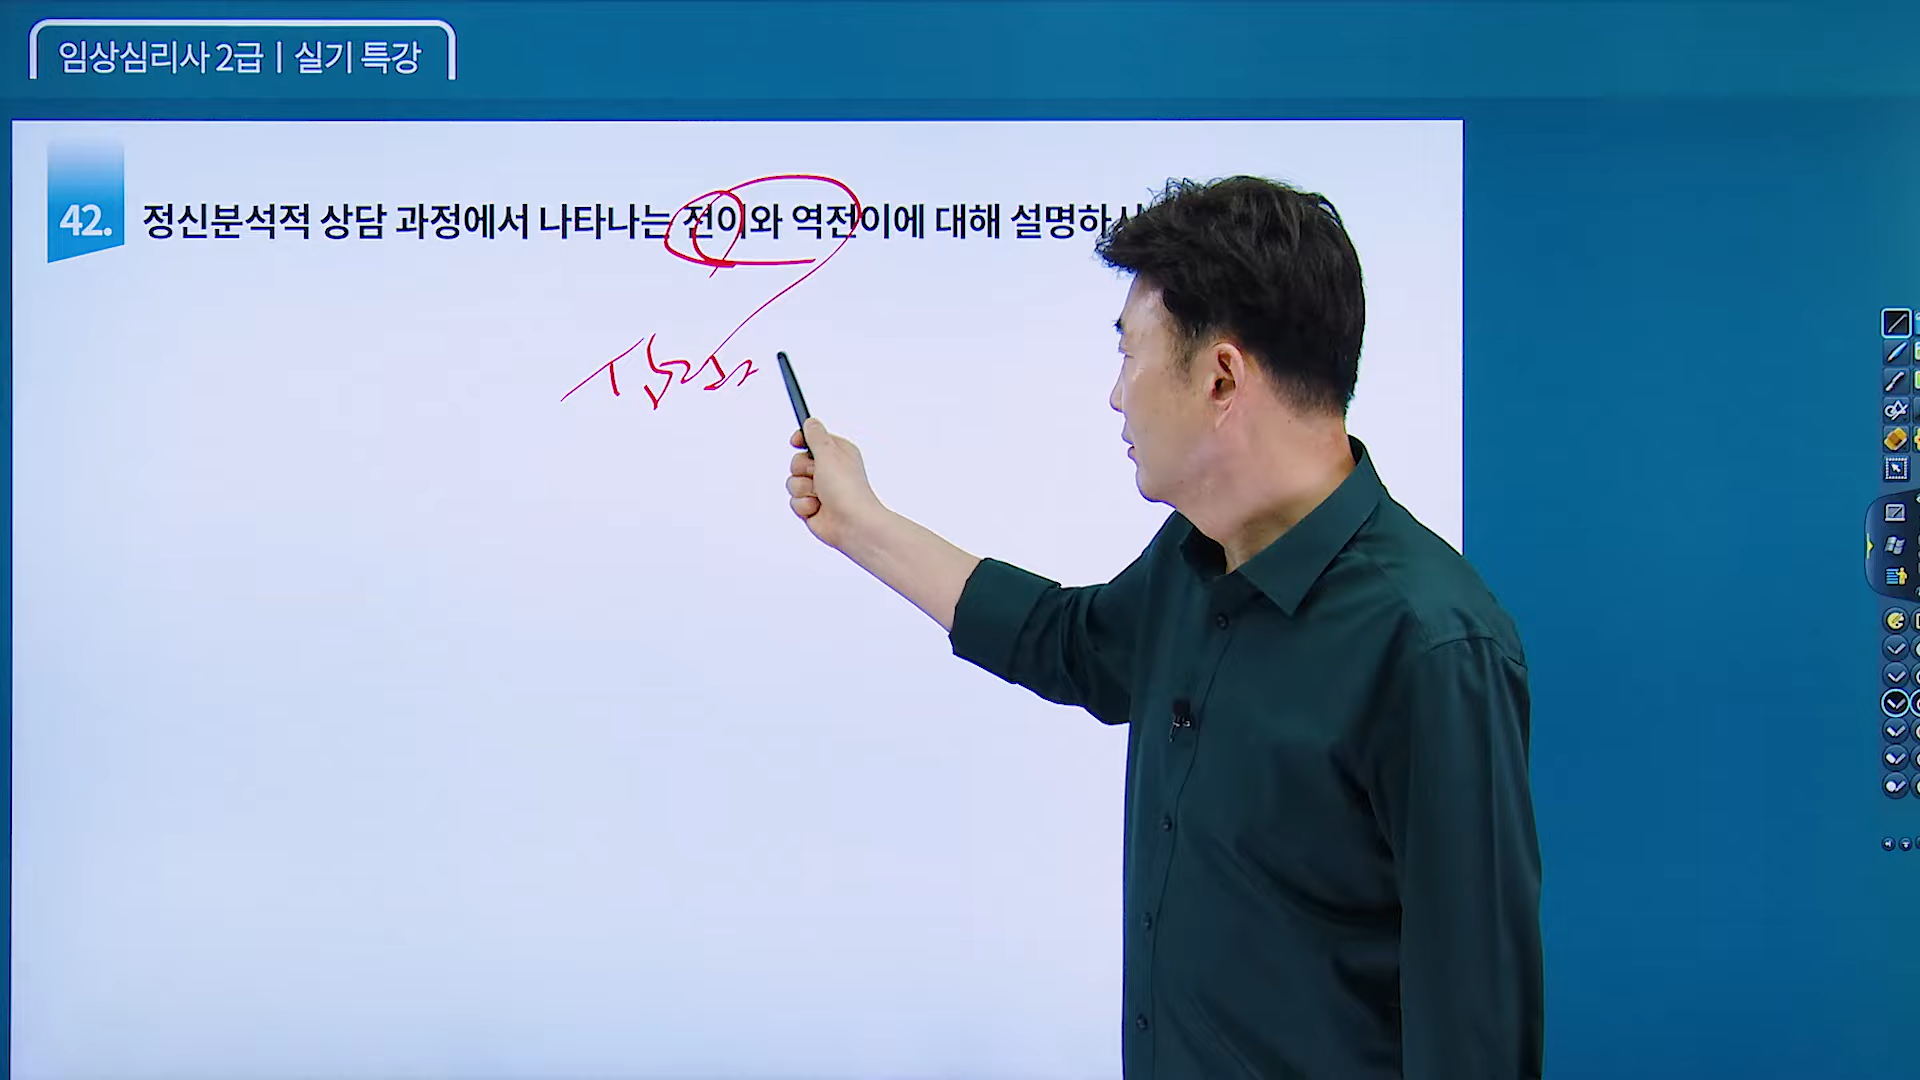 임상심리사 2급 | 실기 특강
42. 정신분석적 상담 과정에서 나타나는 전이와 역전이에 대해 설명하시